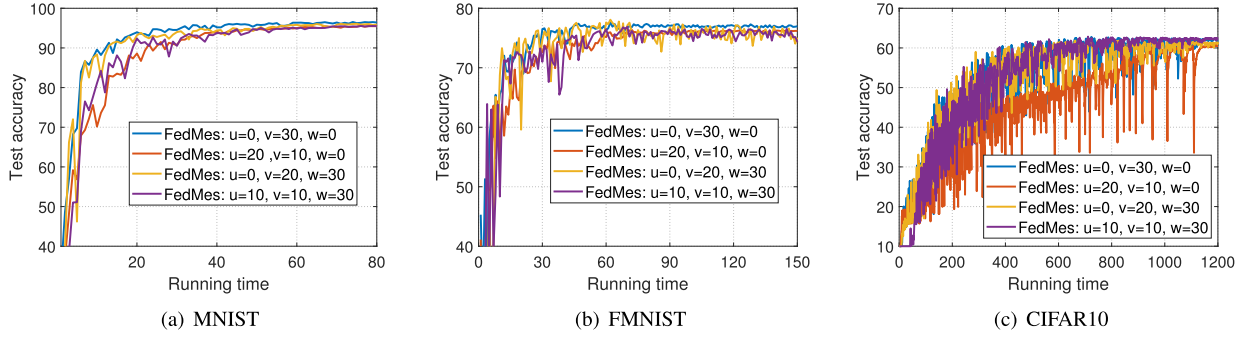 100
90
80
70
60
50
40
20
40
60
80
Test accuracy
Running time
FedMes: u=0, v=30, w=0
FedMes: u=20 ,v=10, w=0
FedMes: u=0, v=20, w=30
FedMes: u=10, v=10, w=30
(a) MNIST
80
70
60
50
40
0
30
60
90
120
150
Test accuracy
Running time
FedMes: u=0, v=30, w=0
FedMes: u=20, v=10, w=0
FedMes: u=0, v=20, w=30
FedMes: u=10, v=10, w=30
(b) FMNIST
70
60
50
40
30
20
10
0
200
400
600
800
1000
1200
Test accuracy
Running time
FedMes: u=0, v=30, w=0
FedMes: u=20, v=10, w=0
FedMes: u=0, v=20, w=30
FedMes: u=10, v=10, w=30
(c) CIFAR10